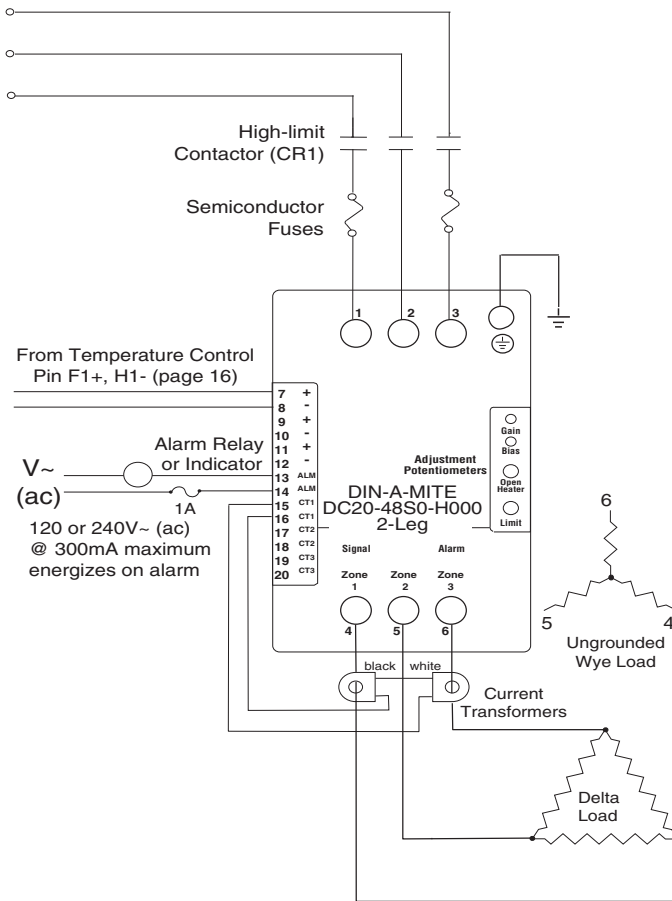 High-limit
Contactor (CR1)
Semiconductor
Fuses
1 2 3
From Temperature Control
Pin F1+, H1- (page 16)
7 +
8 -
9 +
10 -
11 +
12 -
13 ALM
14 ALM
15 CT1
16 CT1
17 CT2
18 CT2
19 CT3
20 CT3
Alarm Relay
or Indicator
V~
(ac)
1A
120 or 240V~ (ac)
@ 300mA maximum
energizes on alarm
Gain
Bias
Adjustment
Potentiometers
Open
Heater
Limit
DIN-A-MITE
DC20-48S0-H000
2-Leg
Signal Alarm
Zone
1
Zone
2
Zone
3
4 5 6
black white
Current
Transformers
6
5 4
Ungrounded
Wye Load
Delta
Load